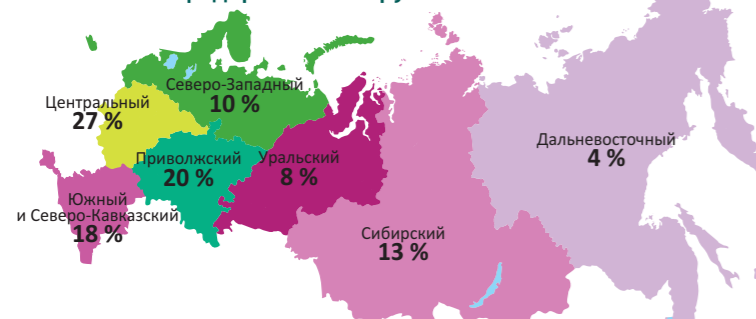 Северо-Западный
10 %
Центральный
27 %
Приволжский
20 %
Уральский
8 %
Дальневосточный
4 %
Южный
и Северо-Кавказский
18 %
Сибирский
13 %